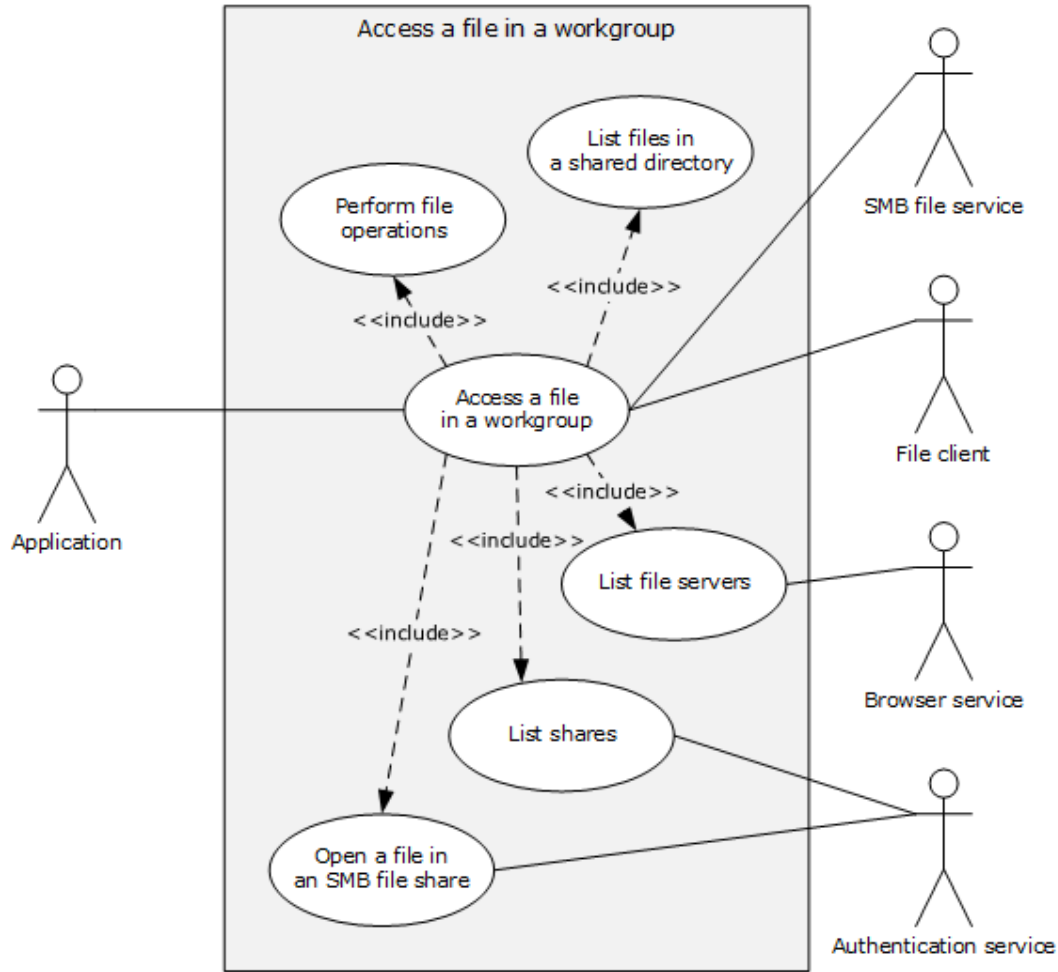 Access a file in a workgroup
List files in
a shared directory
Perform file
operations
SMB file service
<<include>>
<<include>>
Access a file
in a workgroup
File client
<<include>>
Application
<<include>>
List file servers
<<include>>
Browser service
List shares
Open a file in
an SMB file share
Authentication service